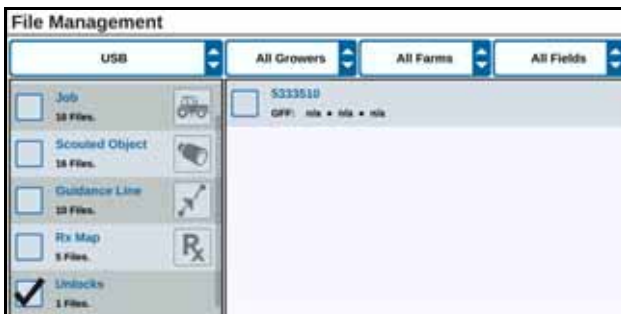 File Management
USB
All Growers
All Farms
All Fields
Job
10 Files.
Scouted Object
16 Files.
Guidance Line
10 Files.
Rx Map
5 Files.
Rx
Unlocks
1 Files.
5333510
GFF: n/a • n/a • n/a